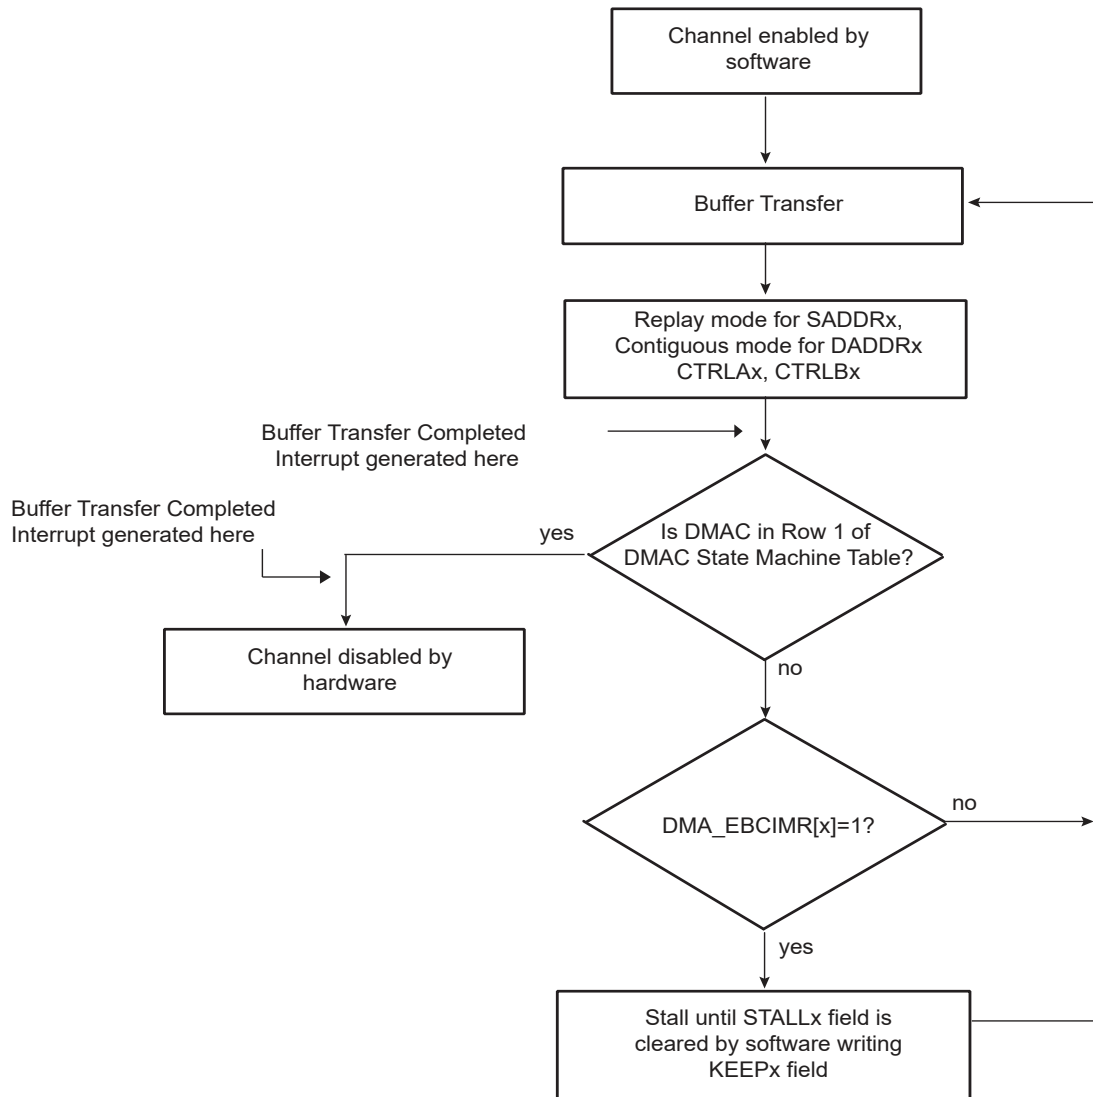 Channel enabled by
software
Buffer Transfer
Replay mode for SADDRx,
Contiguous mode for DADDRx
CTRLAx, CTRLBx
Buffer Transfer Completed
Interrupt generated here
Buffer Transfer Completed
Interrupt generated here
yes
Is DMAC in Row 1 of
DMAC State Machine Table?
Channel disabled by
hardware
no
DMA_EBCIMR[x]=1?
no
yes
Stall until STALLx field is
cleared by software writing
KEEPx field